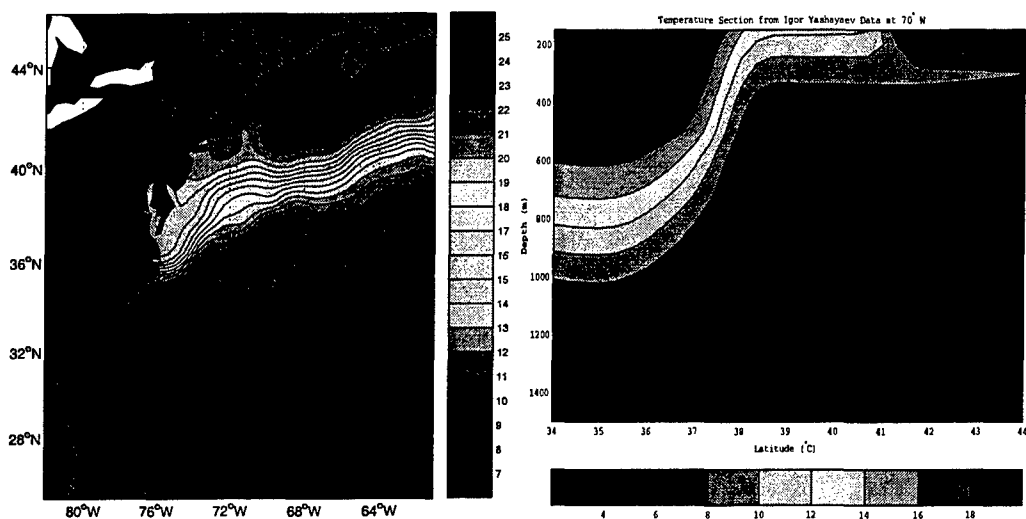 44°N
40°N
36°N
32°N
28°N
80°W 76°W 72°W 68°W 64°W
25
24
23
22
21
20
19
18
17
16
15
14
13
12
11
10
9
8
7
Temperature Section from Igor Yashayaev Data at 70° W
200
400
600
800
1000
1200
1400
Depth (m)
34 35 36 37 38 39 40 41 42 43 44
Latitude (°C)
4 6 8 10 12 14 16 18